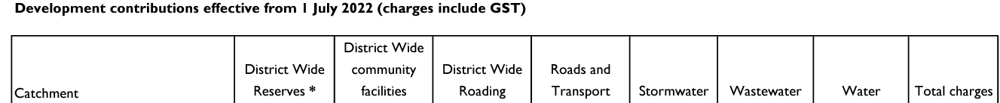 Development contributions effective from 1 July 2022 (charges include GST)
District Wide
District Wide community District Wide Roads and
Catchment Reserves * facilities Roading Transport Stormwater Wastewater Water Total charges